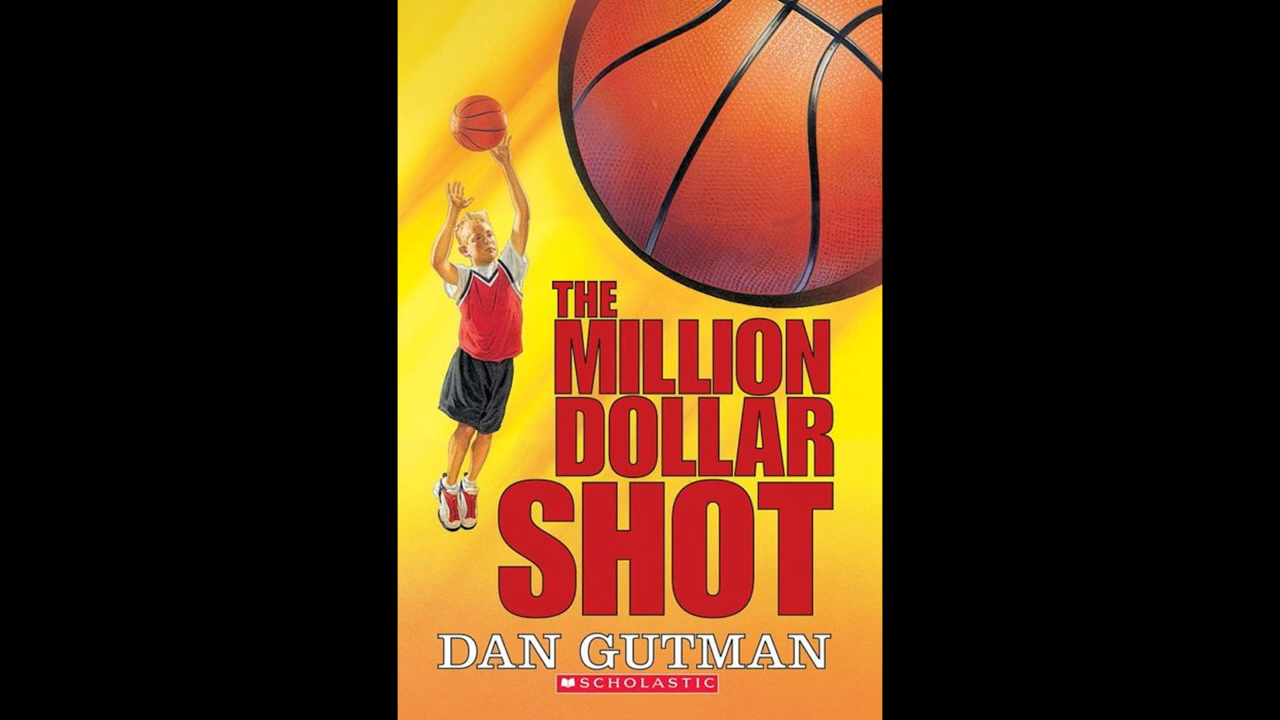 THE
MILLION
DOLLAR
SHOT
DAN GUTMAN
SCHOLASTIC